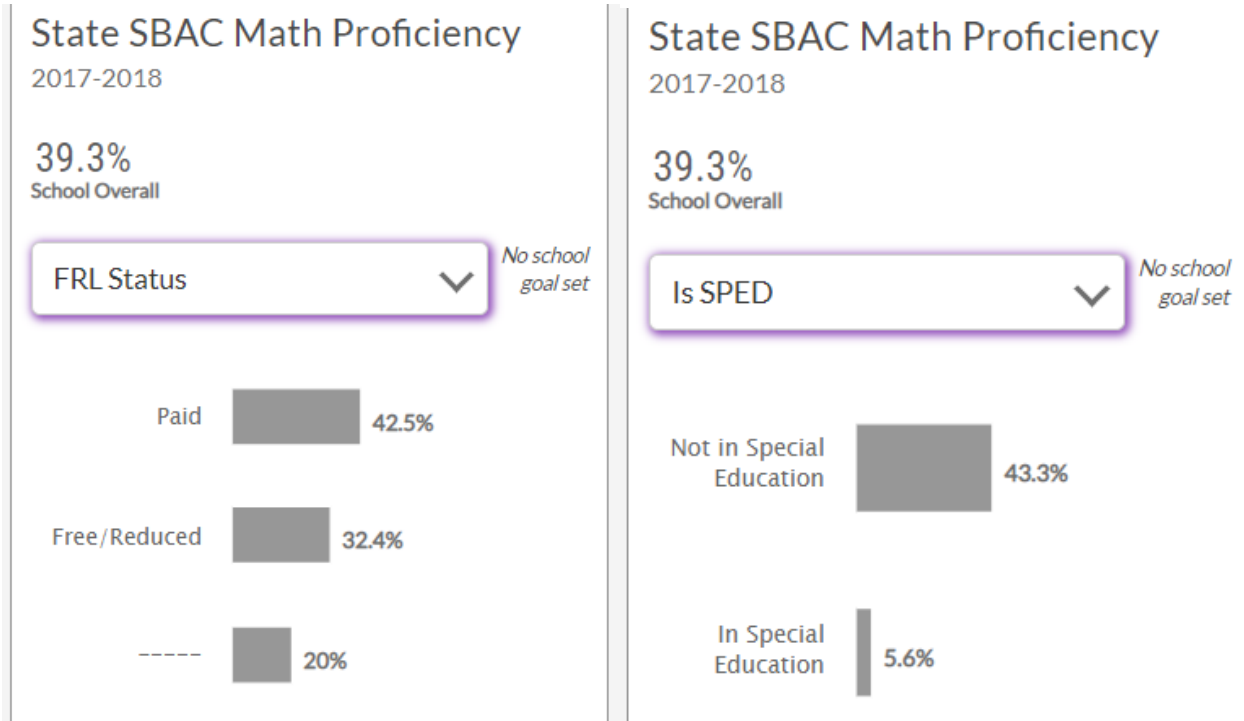 State SBAC Math Proficiency
2017-2018
39.3%
School Overall
FRL Status
No school
goal set
Paid
42.5%
Free/Reduced
32.4%
-----
20%
State SBAC Math Proficiency
2017-2018
39.3%
School Overall
Is SPED
No school
goal set
Not in Special
Education
43.3%
In Special
Education
5.6%